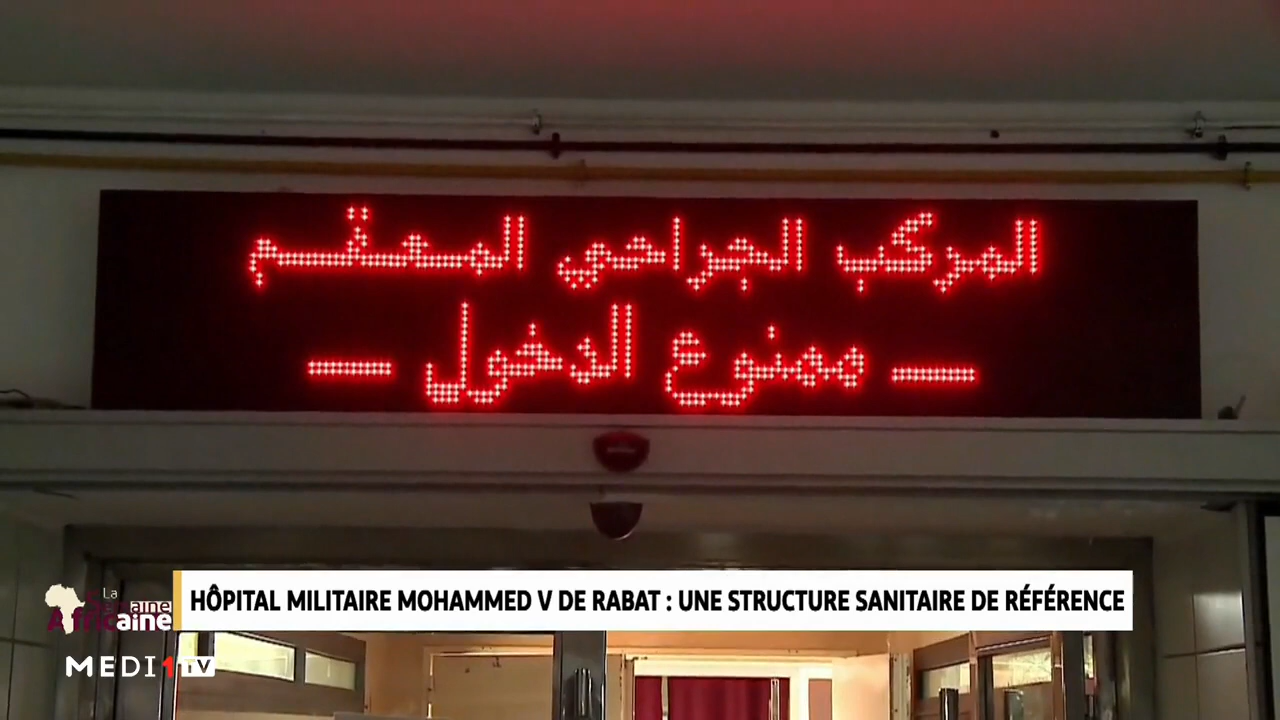 المركب الجراحي المعقم
— ممنوع الدخول —
La
Semaine
Africaine
HÔPITAL MILITAIRE MOHAMMED V DE RABAT : UNE STRUCTURE SANITAIRE DE RÉFÉRENCE
MEDI1TV